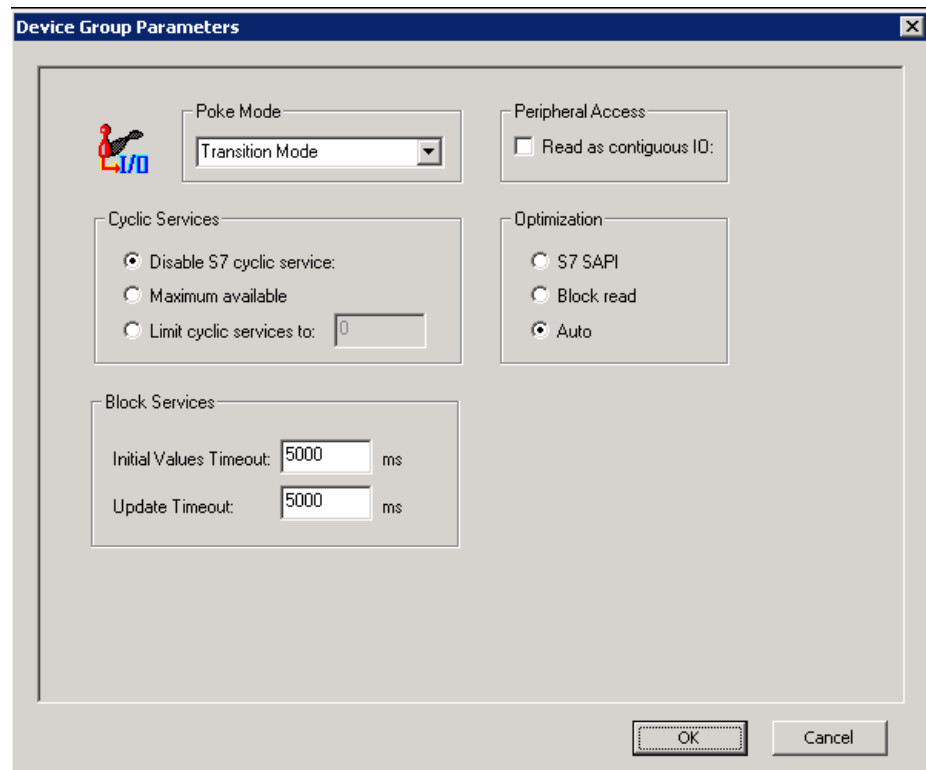 Device Group Parameters
Poke Mode
Peripheral Access
I/O
Transition Mode
Read as contiguous IO:
Cyclic Services
Optimization
Disable S7 cyclic service:
S7 SAPI
Maximum available
Block read
Limit cyclic services to: 0
Auto
Block Services
Initial Values Timeout: 5000 ms
Update Timeout: 5000 ms
OK
Cancel